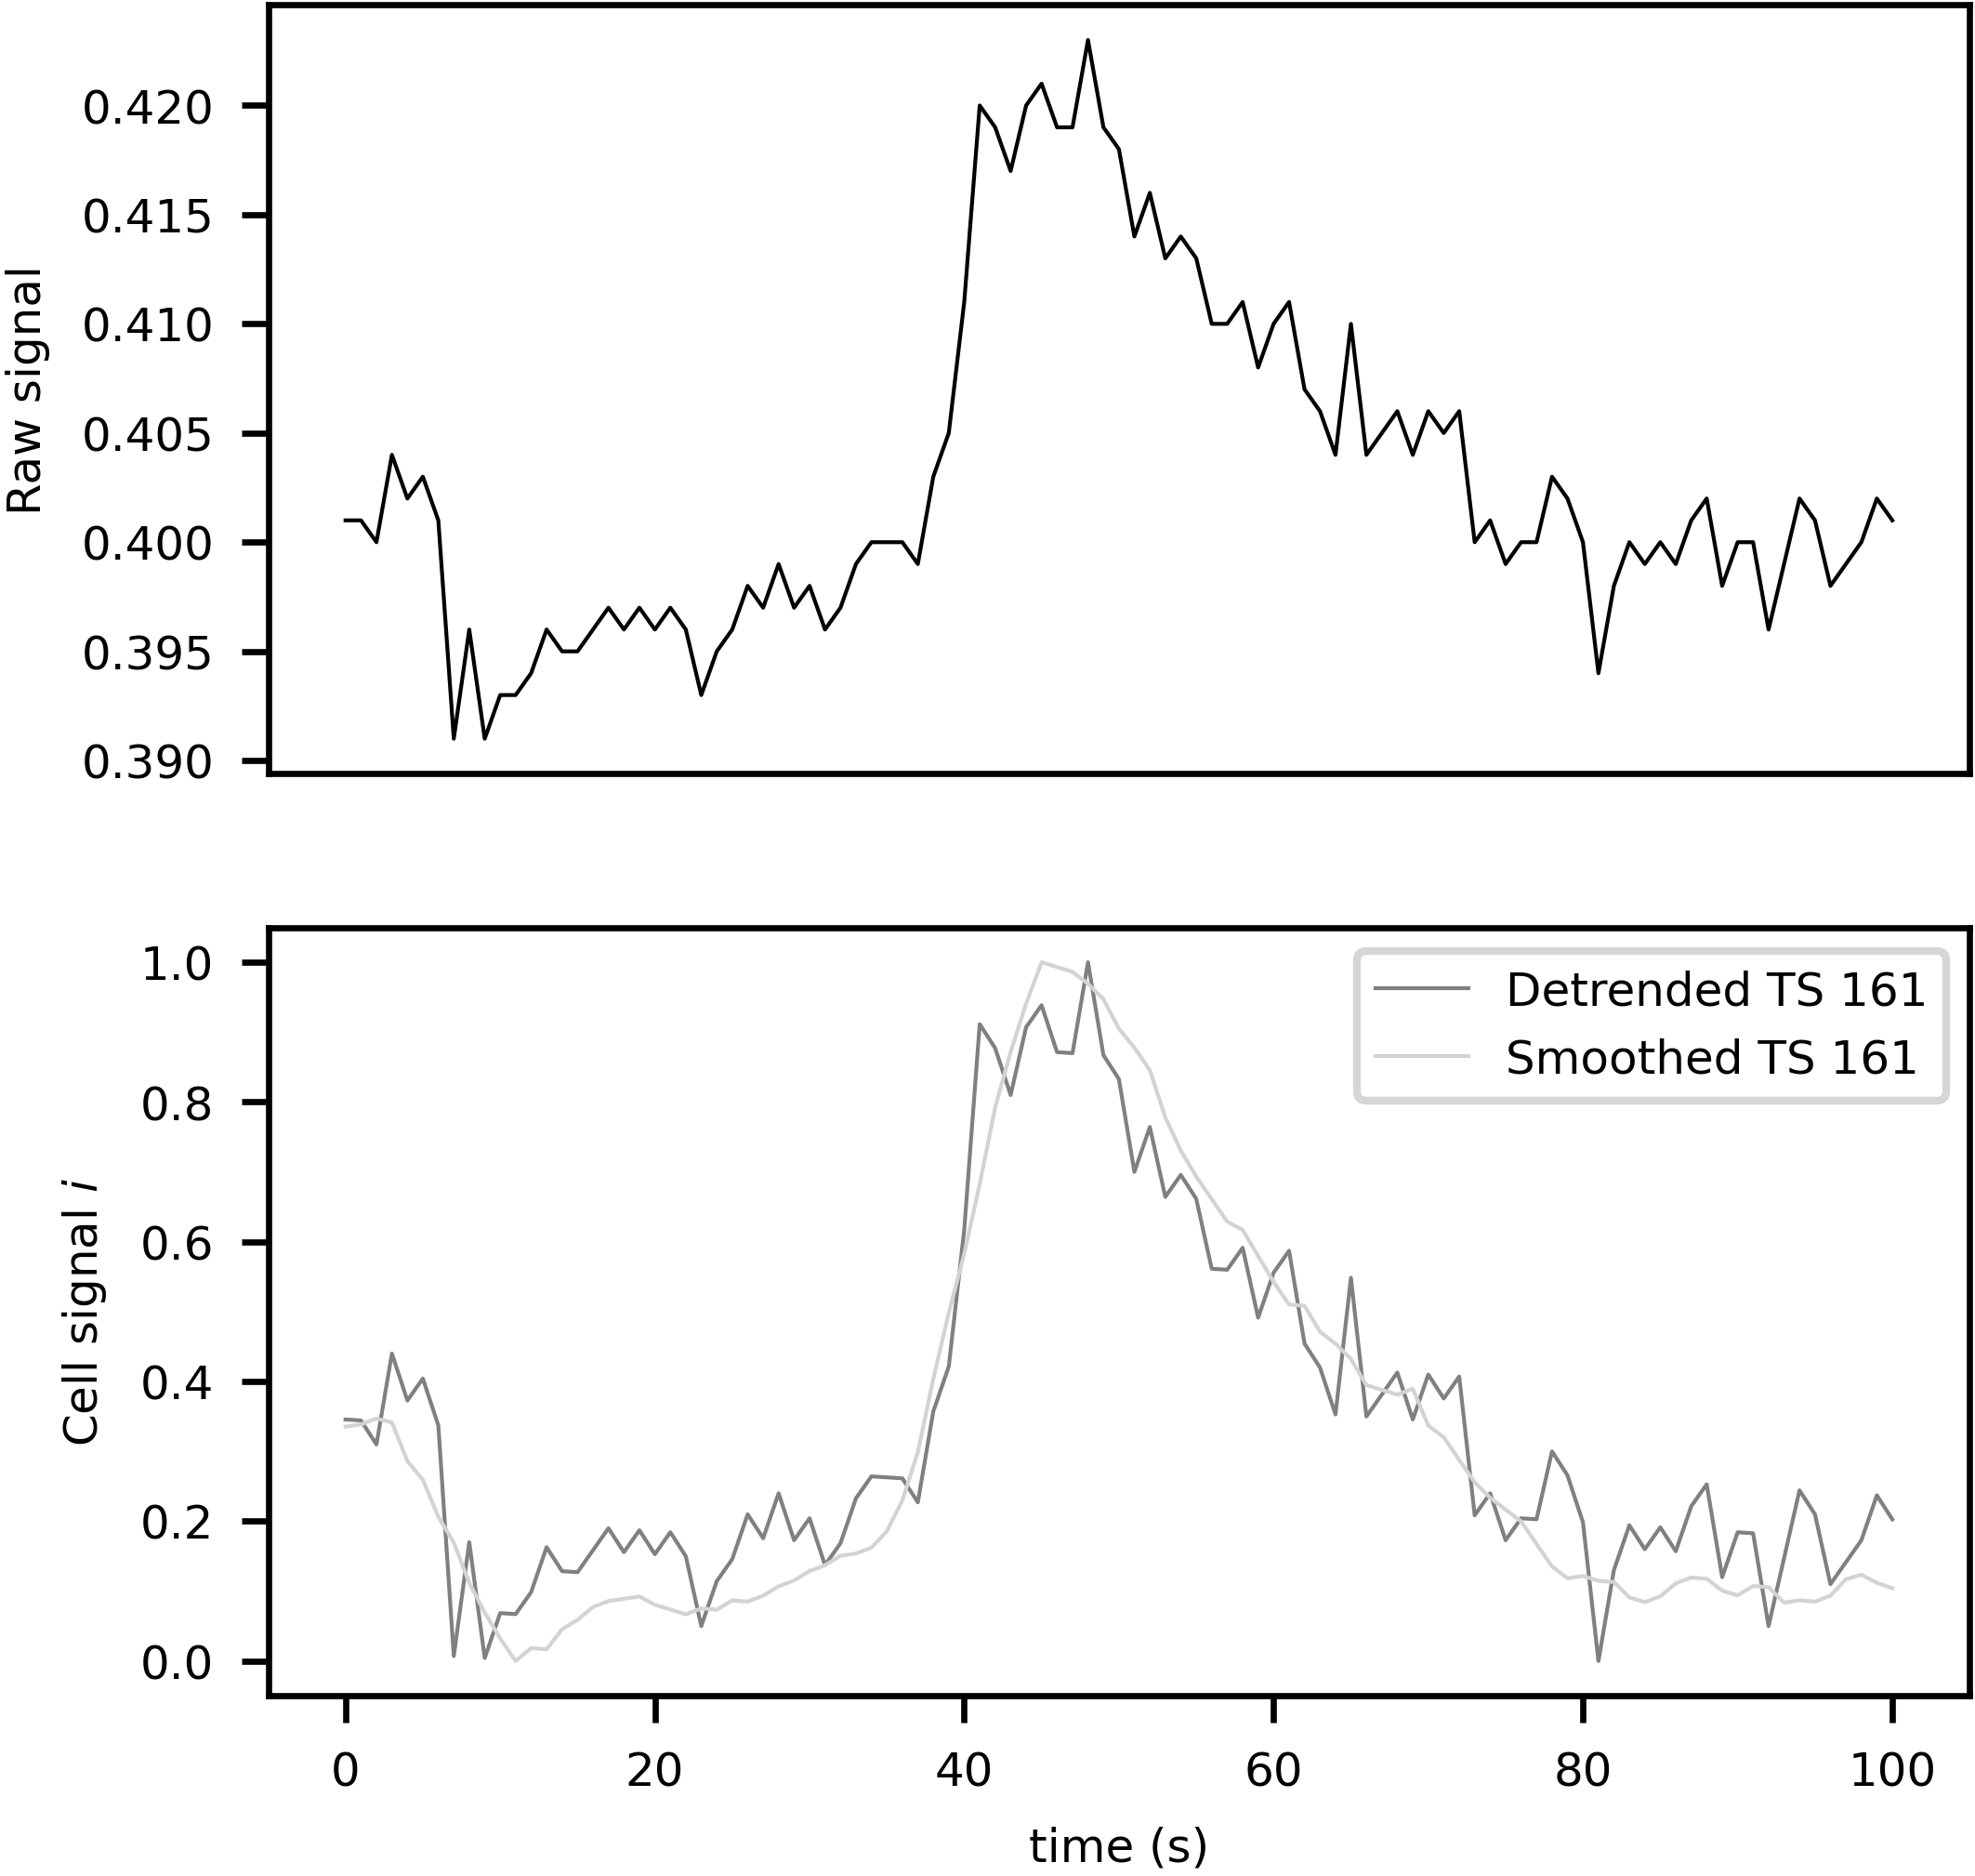 Raw signal
0.420
0.415
0.410
0.405
0.400
0.395
0.390
Cell signal i
1.0
0.8
0.6
0.4
0.2
0.0
Detrended TS 161
Smoothed TS 161
0 20 40 60 80 100
time (s)